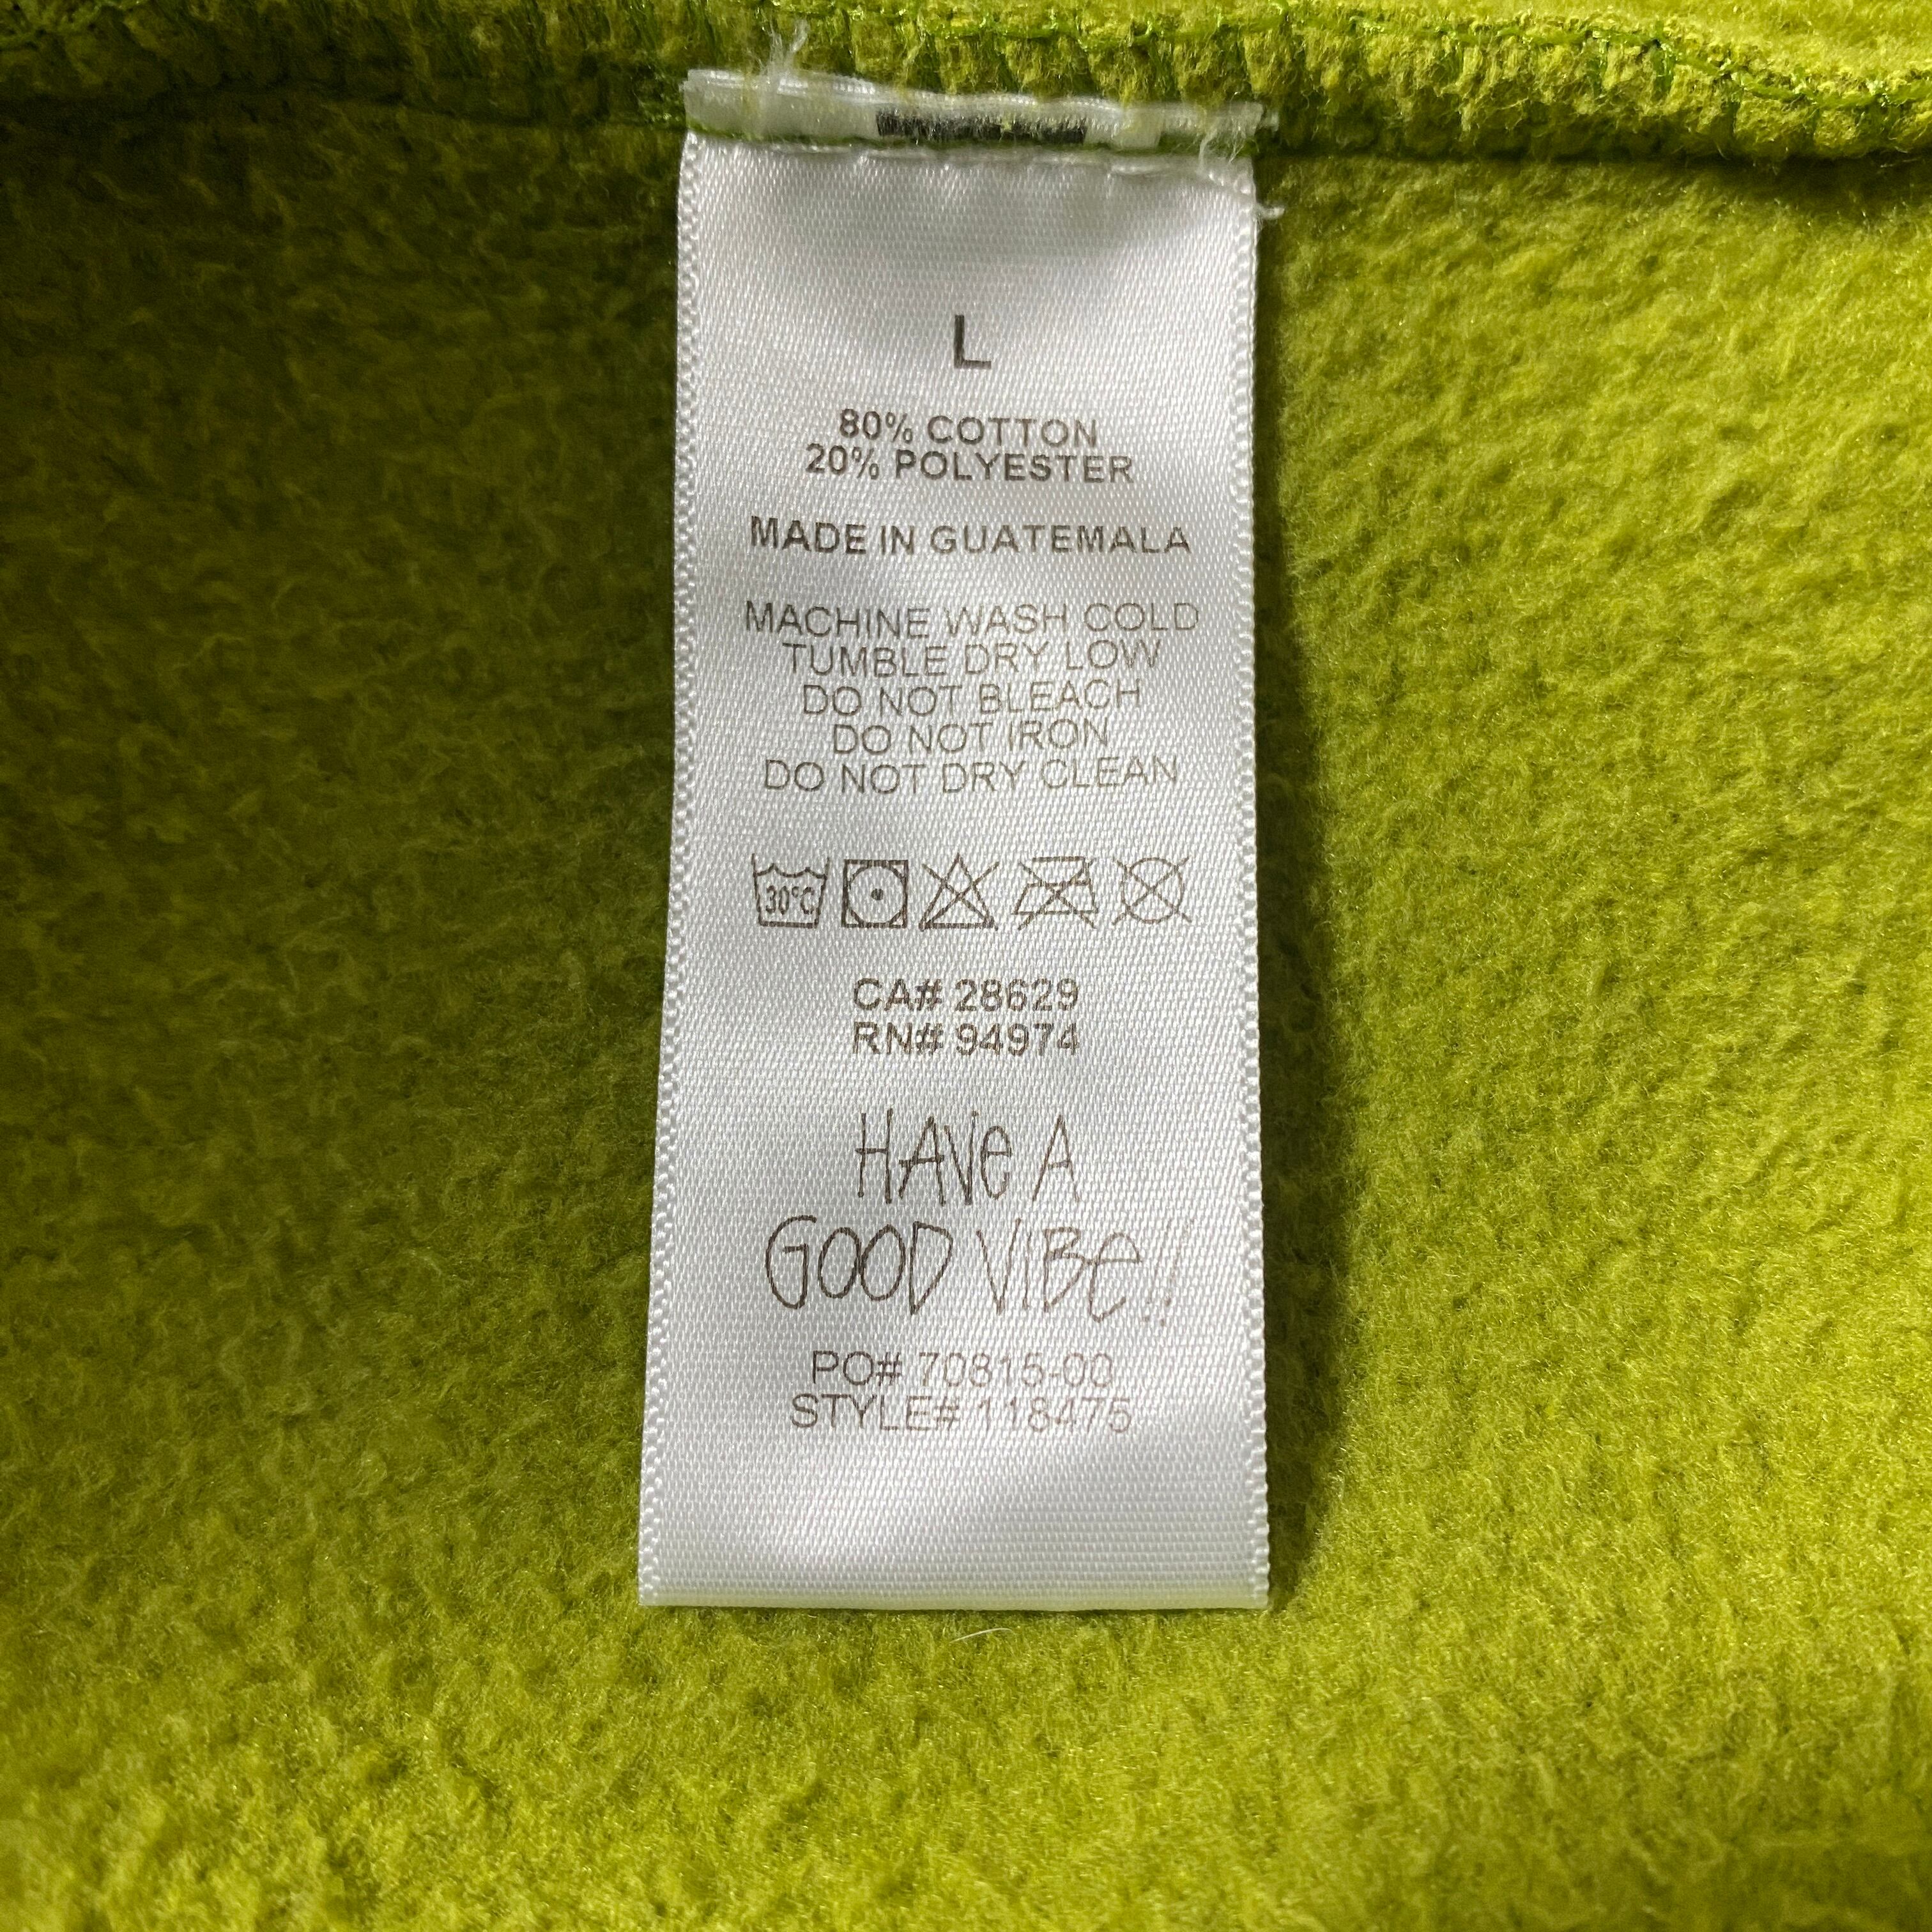 L
80% COTTON
20% POLYESTER
MADE IN GUATEMALA
MACHINE WASH COLD
TUMBLE DRY LOW
DO NOT BLEACH
DO NOT IRON
DO NOT DRY CLEAN
30°C
CA# 28629
RN# 94974
HAVe A
GOOD ViBe!!
PO# 70815-00
STYLE# 118475